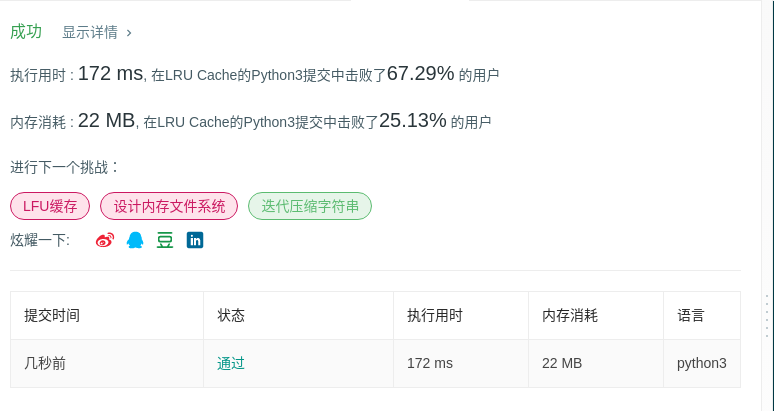 成功 显示详情 ›
执行用时 : 172 ms, 在LRU Cache的Python3提交中击败了67.29% 的用户
内存消耗 : 22 MB, 在LRU Cache的Python3提交中击败了25.13% 的用户
进行下一个挑战：
LFU缓存 设计内存文件系统 迭代压缩字符串
炫耀一下: 豆 in
提交时间 状态 执行用时 内存消耗 语言
几秒前 通过 172 ms 22 MB python3